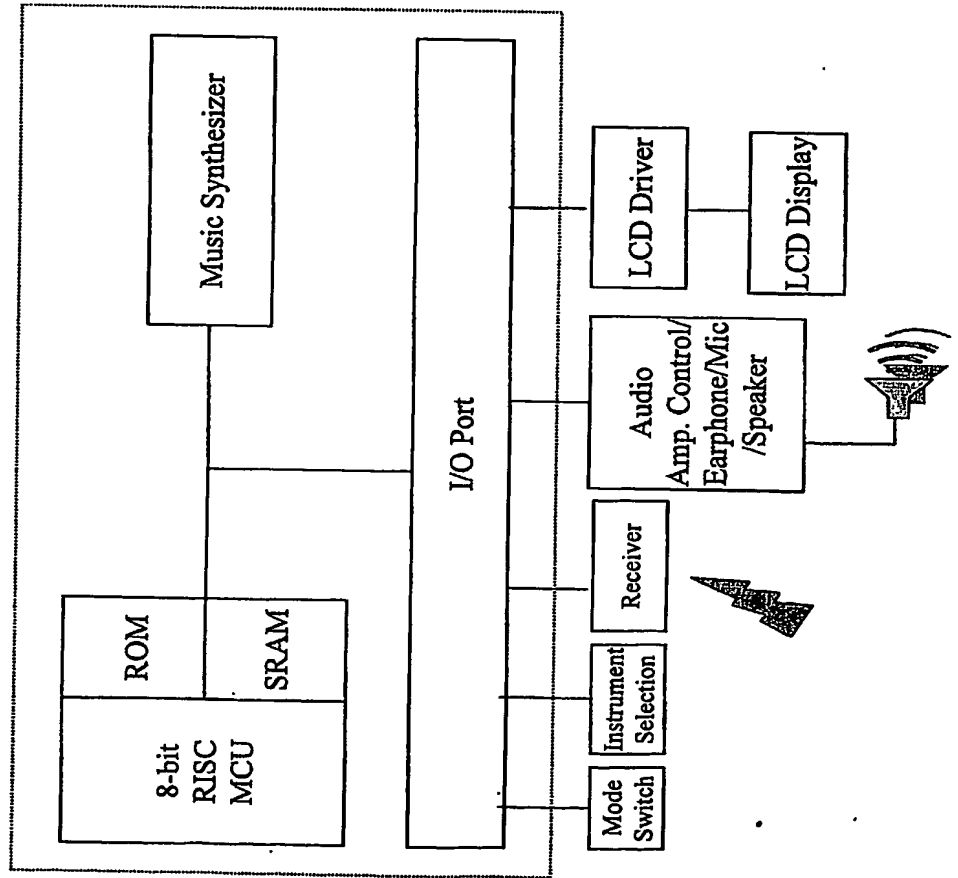 8-bit
RISC
MCU
ROM
SRAM
Music Synthesizer
I/O Port
Mode
Switch
Instrument
Selection
Receiver
Audio
Amp. Control/
Earphone/Mic
/Speaker
LCD Driver
LCD Display